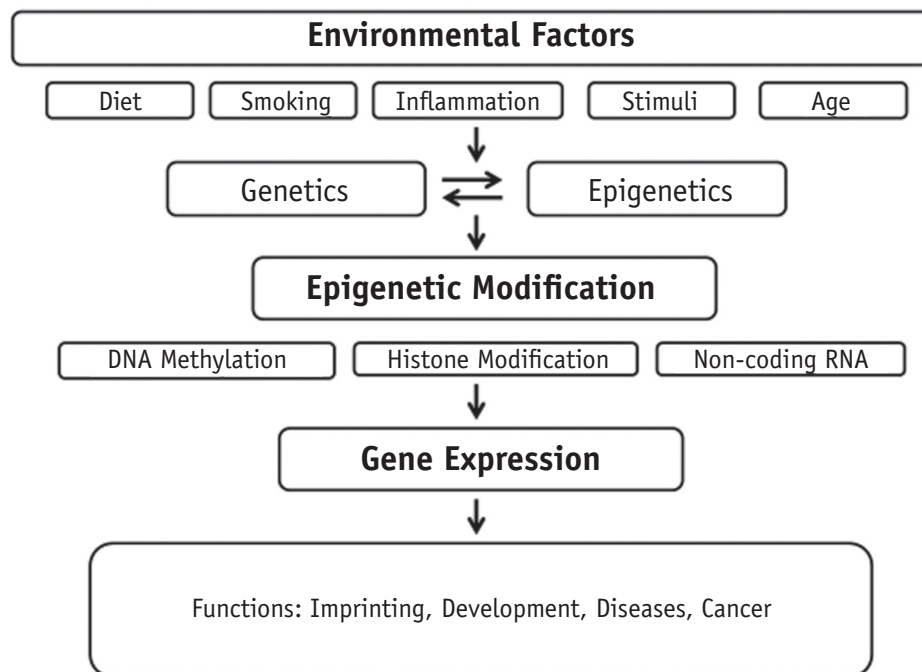 Environmental Factors
Diet
Smoking
Inflammation
Stimuli
Age
Genetics
Epigenetics
Epigenetic Modification
DNA Methylation
Histone Modification
Non-coding RNA
Gene Expression
Functions: Imprinting, Development, Diseases, Cancer